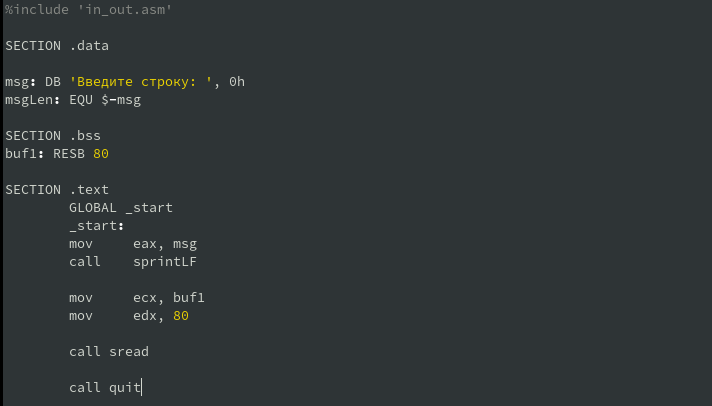 %include 'in_out.asm'
SECTION .data
msg: DB 'Введите строку: ', 0h
msgLen: EQU $-msg
SECTION .bss
buf1: RESB 80
SECTION .text
GLOBAL _start
_start:
mov eax, msg
call sprintLF
mov ecx, buf1
mov edx, 80
call sread
call quit